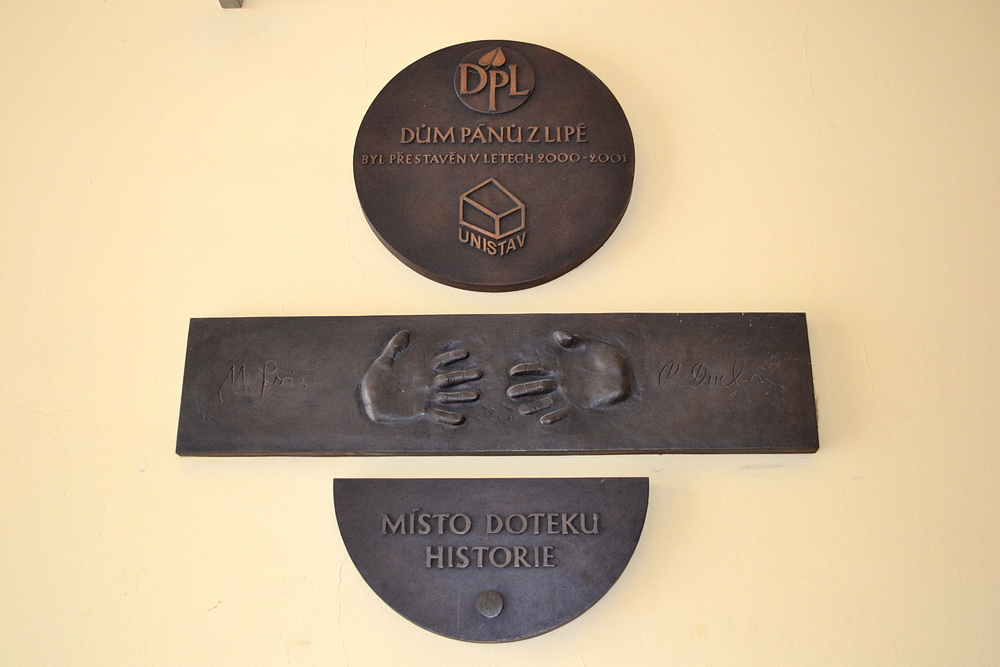 DPL
DŮM PÁNŮ Z LIPÉ
BYL PŘESTAVĚN V LETECH 2000-2001
UNISTAV
MÍSTO DOTEKU
HISTORIE